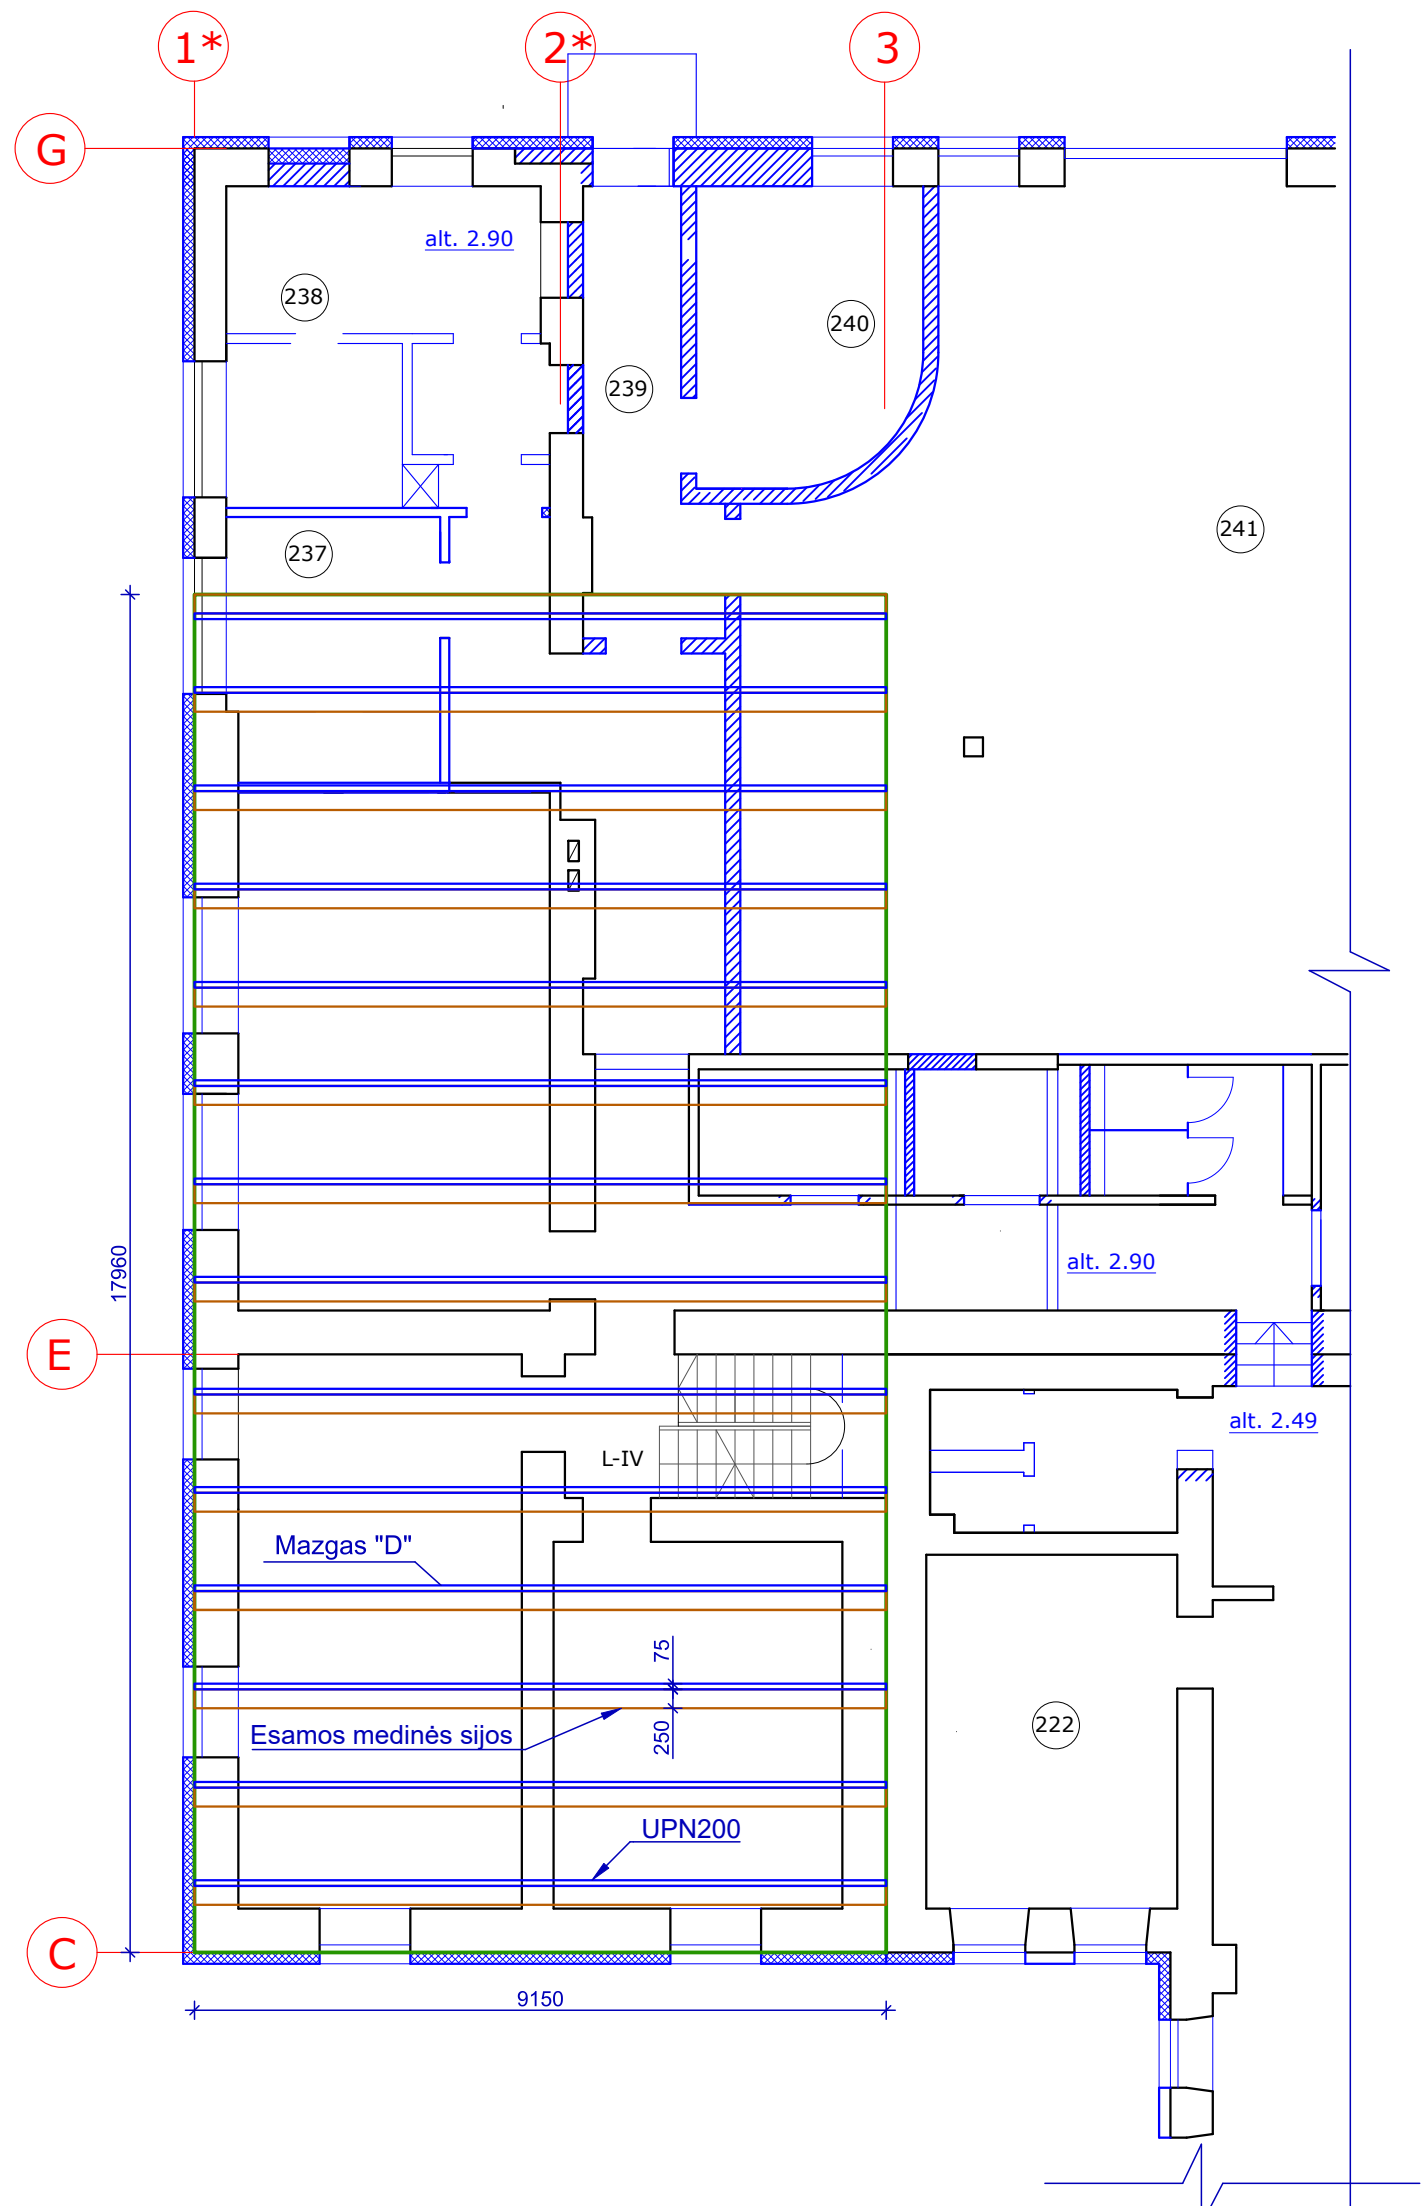 1*
2*
3
G
alt. 2.90
238
240
239
241
237
17960
alt. 2.90
E
alt. 2.49
L-IV
Mazgas "D"
75
222
Esamos medinės sijos
250
UPN200
C
9150